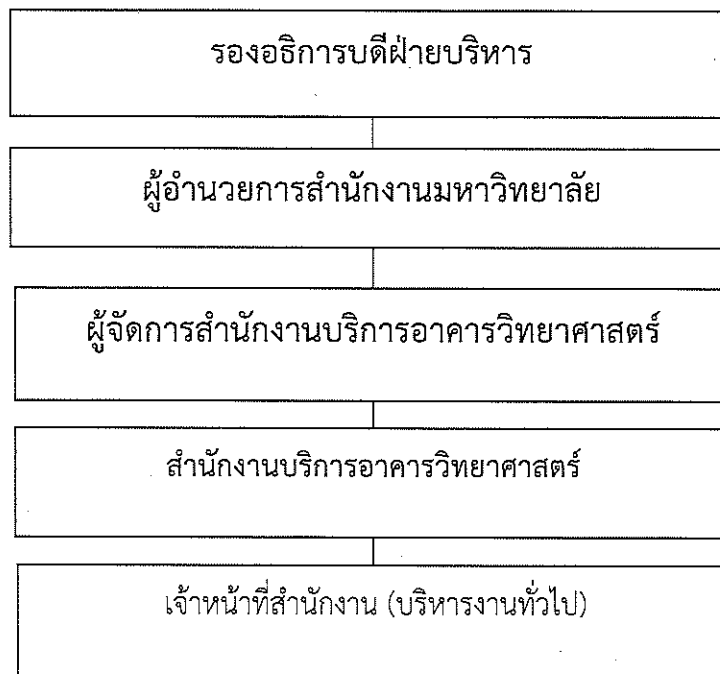 รองอธิการบดีฝ่ายบริหาร
ผู้อำนวยการสำนักงานมหาวิทยาลัย
ผู้จัดการสำนักงานบริการอาคารวิทยาศาสตร์
สำนักงานบริการอาคารวิทยาศาสตร์
เจ้าหน้าที่สำนักงาน (บริหารงานทั่วไป)